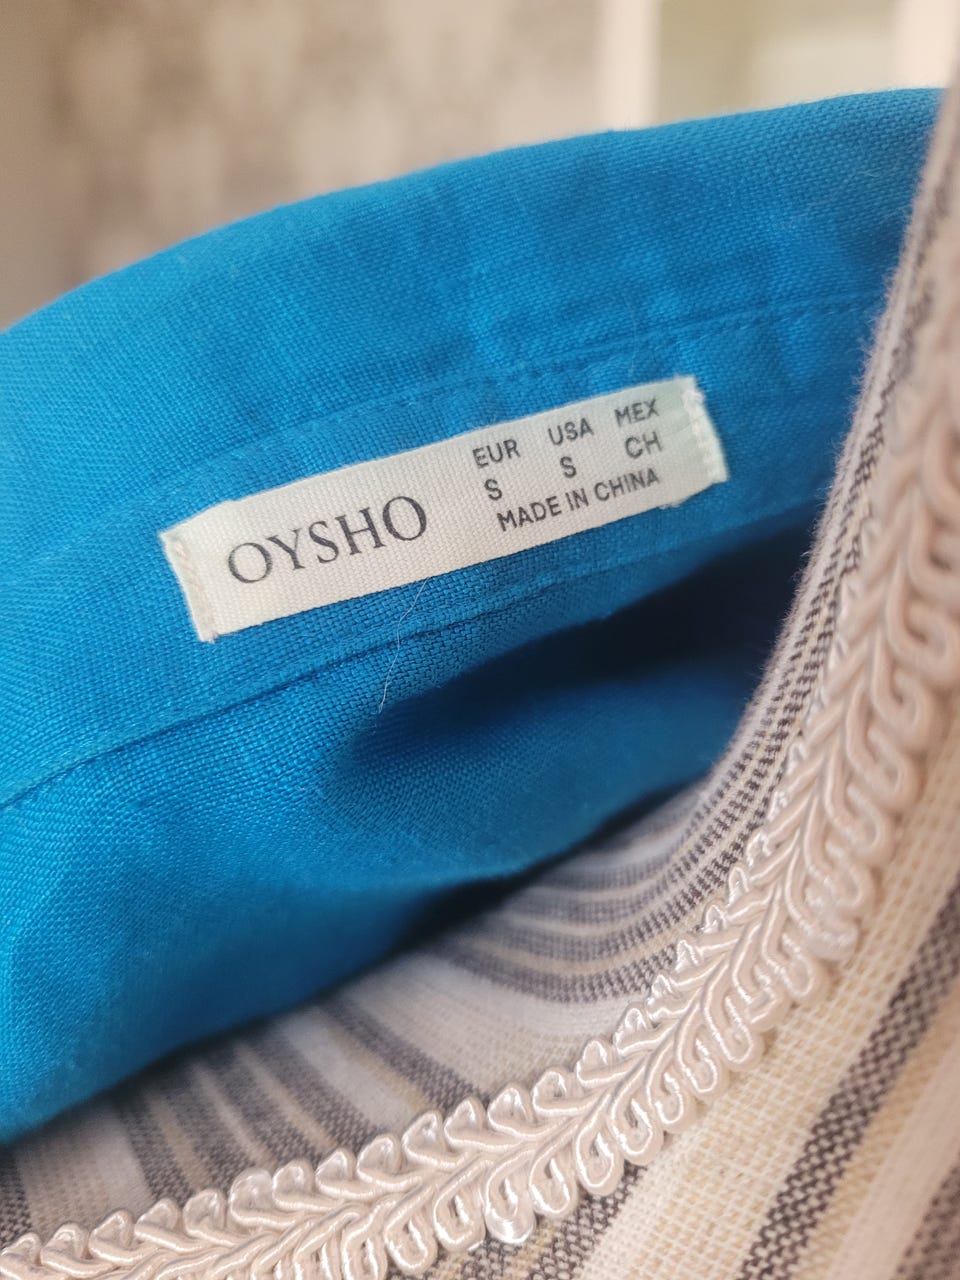 OYSHO
EUR USA MEX
S S CH
MADE IN CHINA